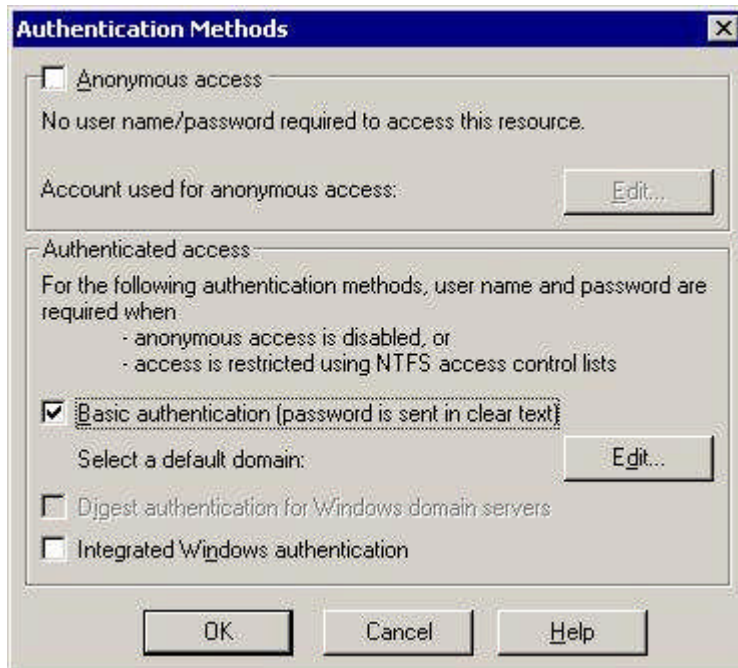 Authentication Methods
Anonymous access
No user name/password required to access this resource.
Account used for anonymous access:
Edit...
Authenticated access
For the following authentication methods, user name and password are
required when
- anonymous access is disabled, or
- access is restricted using NTFS access control lists
Basic authentication (password is sent in clear text)
Select a default domain:
Edit...
Digest authentication for Windows domain servers
Integrated Windows authentication
OK
Cancel
Help